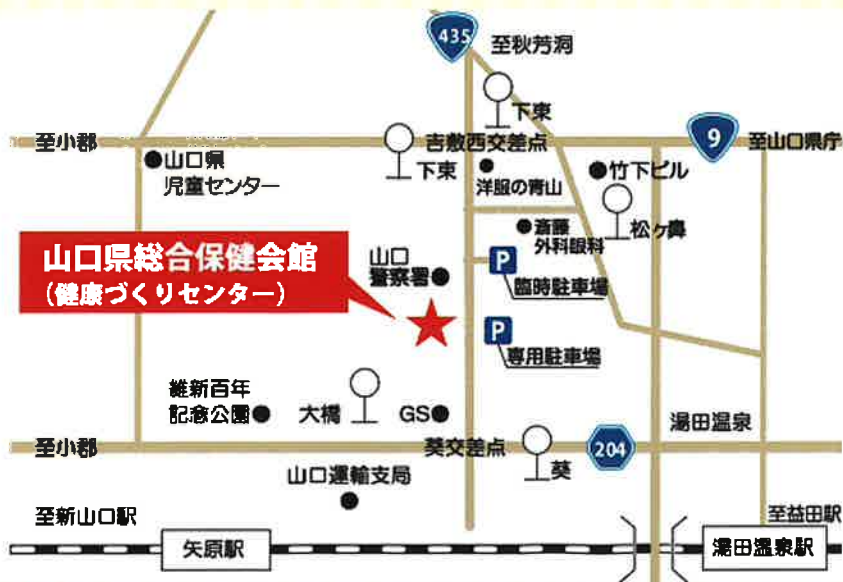 435
至秋芳洞
下東
至小郡
吉敷西交差点
9
至山口県庁
山口県
児童センター
下東
洋服の青山
竹下ビル
斎藤
外科眼科
松ヶ鼻
山口県総合保健会館
(健康づくりセンター)
山口
警察署
P
臨時駐車場
P
専用駐車場
維新百年
記念公園
大橋
GS
湯田温泉
至小郡
葵交差点
葵
204
山口運輸支局
至新山口駅
至益田駅
矢原駅
湯田温泉駅